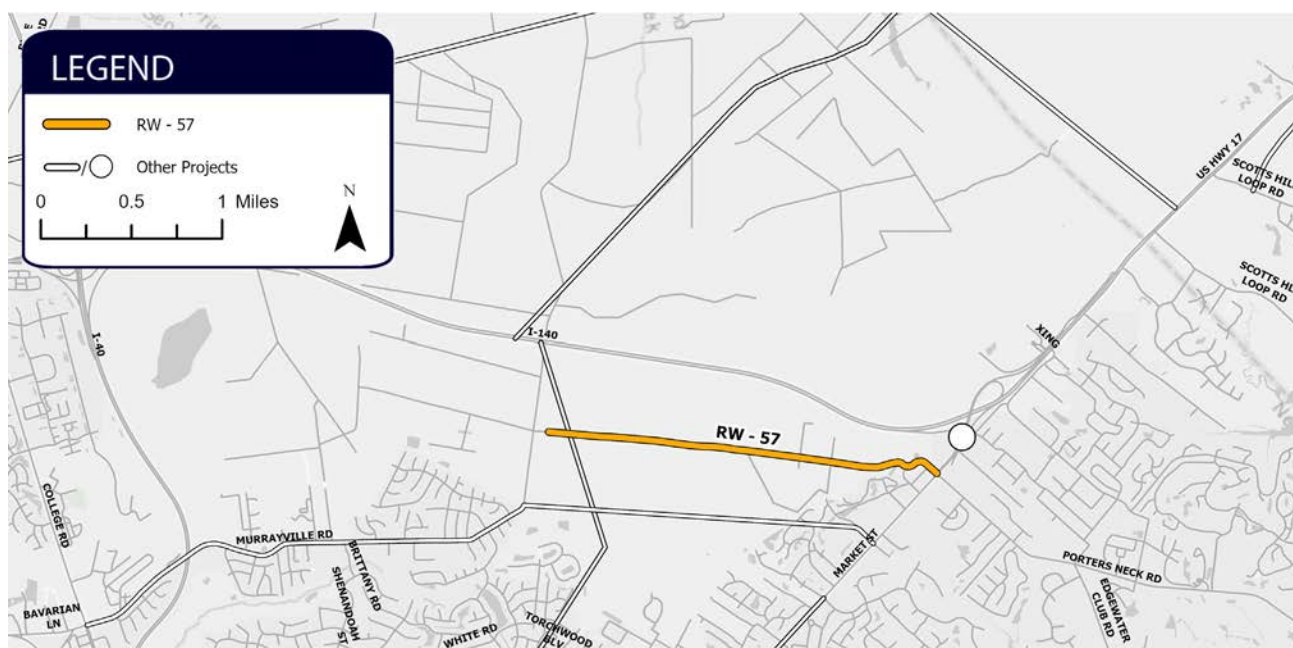 LEGEND
RW - 57
Other Projects
0 0.5 1 Miles
N
US HWY 17
SCOTTS HILL
LOOP RD
SCOTTS HL
LOOP RD
XING
I-140
I-40
RW - 57
COLLEGE RD
MURRAYVILLE RD
BRITTANY RD
SHENANDOAH
ST
BAVARIAN
LN
WHITE RD
TORCHWOOD
MARKET ST
PORTERS NECK RD
EDGEWATER
CLUB RD